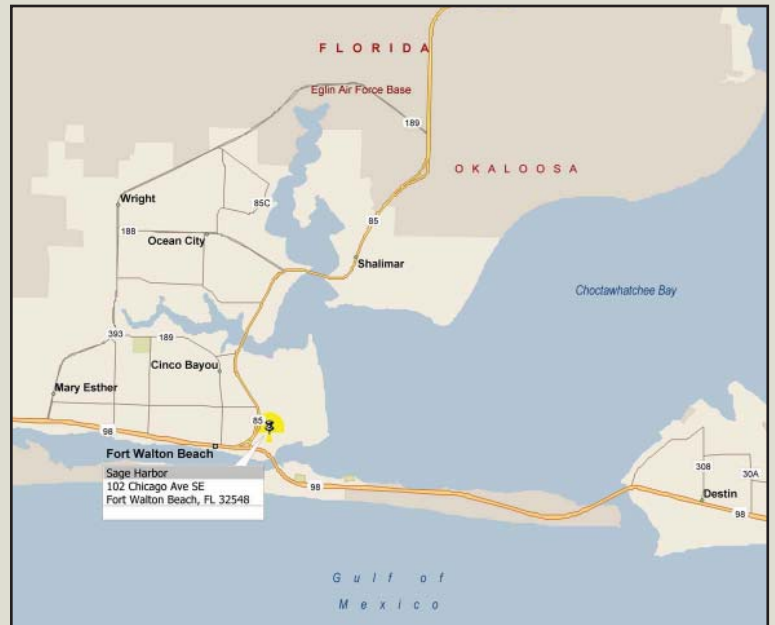 FLORIDA
Eglin Air Force Base
189
OKALOOSA
Wright
85C
188
Ocean City
85
Shalimar
Choctawhatchee Bay
393
189
Cinco Bayou
Mary Esther
85
98
Fort Walton Beach
Sage Harbor
102 Chicago Ave SE
Fort Walton Beach, FL 32548
98
308
30A
Destin
98
Gulf of
Mexico